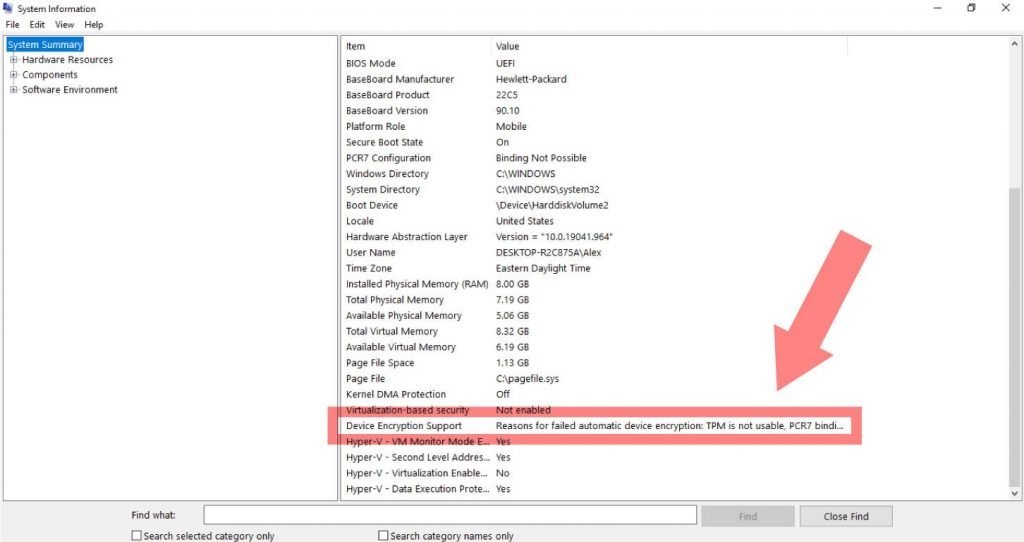 System Information
File Edit View Help
System Summary
Hardware Resources
Components
Software Environment
Item Value
BIOS Mode UEFI
BaseBoard Manufacturer Hewlett-Packard
BaseBoard Product 22C5
BaseBoard Version 90.10
Platform Role Mobile
Secure Boot State On
PCR7 Configuration Binding Not Possible
Windows Directory C:\WINDOWS
System Directory C:\WINDOWS\system32
Boot Device \Device\HarddiskVolume2
Locale United States
Hardware Abstraction Layer Version = "10.0.19041.964"
User Name DESKTOP-R2C875A\Alex
Time Zone Eastern Daylight Time
Installed Physical Memory (RAM) 8.00 GB
Total Physical Memory 7.19 GB
Available Physical Memory 5.06 GB
Total Virtual Memory 8.32 GB
Available Virtual Memory 6.19 GB
Page File Space 1.13 GB
Page File C:\pagefile.sys
Kernel DMA Protection Off
Virtualization-based security Not enabled
Device Encryption Support Reasons for failed automatic device encryption: TPM is not usable, PCR7 bindi...
Hyper-V - VM Monitor Mode E... Yes
Hyper-V - Second Level Addres... Yes
Hyper-V - Virtualization Enable... No
Hyper-V - Data Execution Prote... Yes
Find what: Find Close Find
Search selected category only Search category names only